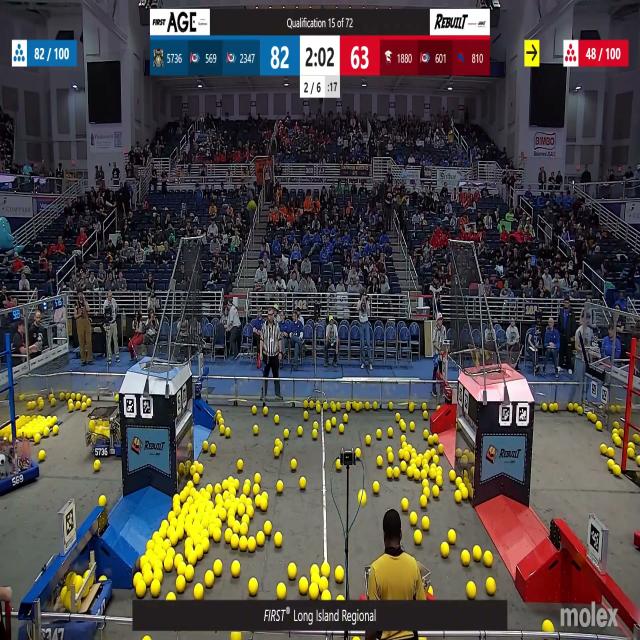 FIRST AGE
Qualification 15 of 72
REBUILT
82 / 100
5736 569 2347 82 2:02 63 1880 601 810
48 / 100
2 / 6 :17
BIMBO
REBUILT
REBUILT
5736
569
FIRST® Long Island Regional
molex